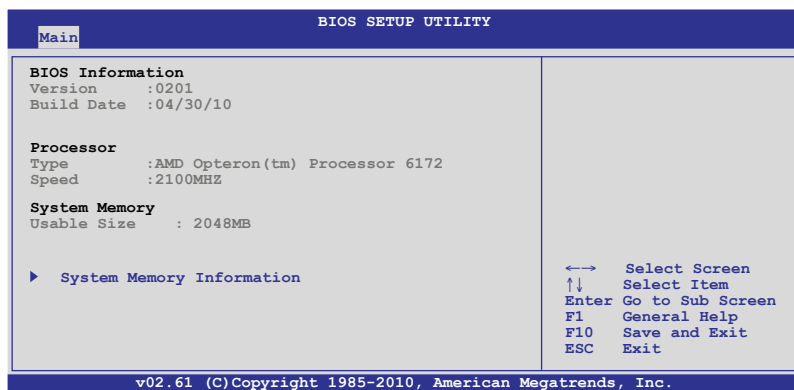 BIOS SETUP UTILITY
Main
BIOS Information
Version :0201
Build Date :04/30/10
Processor
Type :AMD Opteron(tm) Processor 6172
Speed :2100MHZ
System Memory
Usable Size : 2048MB
System Memory Information
←→ Select Screen
↑↓ Select Item
Enter Go to Sub Screen
F1 General Help
F10 Save and Exit
ESC Exit
v02.61 (C)Copyright 1985-2010, American Megatrends, Inc.